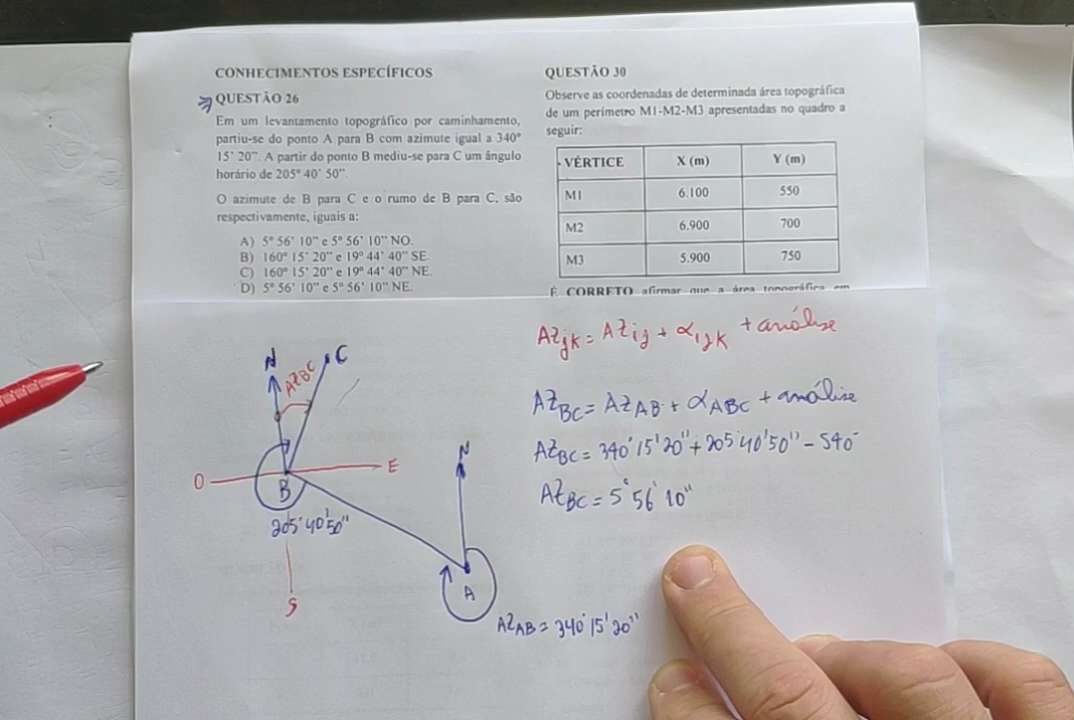 CONHECIMENTOS ESPECÍFICOS
QUESTÃO 26
Em um levantamento topográfico por caminhamento,
partiu-se do ponto A para B com azimute igual a 340°
15' 20". A partir do ponto B mediu-se para C um ângulo
horário de 205° 40' 50".
O azimute de B para C e o rumo de B para C, são
respectivamente, iguais a:
A) 5° 56' 10" e 5° 56' 10" NO.
B) 160° 15' 20" e 19° 44' 40" SE.
C) 160° 15' 20" e 19° 44' 40" NE.
D) 5° 56' 10" e 5° 56' 10" NE.
QUESTÃO 30
Observe as coordenadas de determinada área topográfica
de um perímetro M1-M2-M3 apresentadas no quadro a
seguir:
VÉRTICE X (m) Y (m)
M1 6.100 550
M2 6.900 700
M3 5.900 750
É CORRETO afirmar que a área topográfica em
AZjk = AZij + αijk + análise
AZBC = AZAB + αABC + análise
AZBC = 340°15'20" + 205°40'50" - 540°
AZBC = 5°56'10"
N
AZBC
C
O
E
B
205°40'50"
S
N
A
AZAB = 340°15'20"